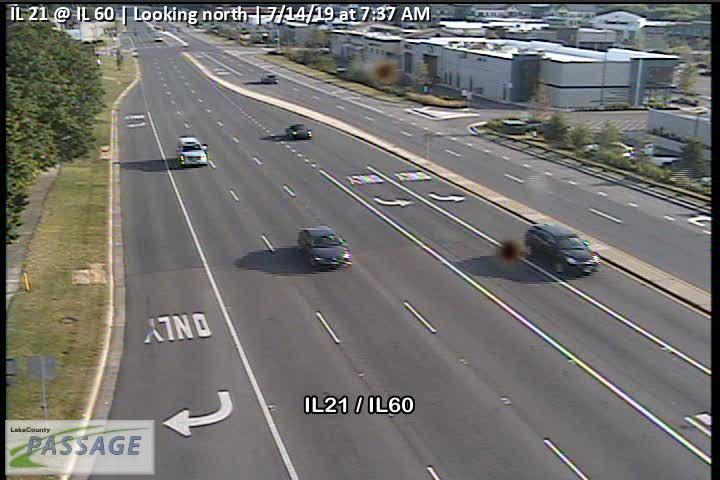 IL 21 @ IL 60 | Looking north | 7/14/19 at 7:37 AM
ONLY
IL21 / IL60
LakeCounty
PASSAGE